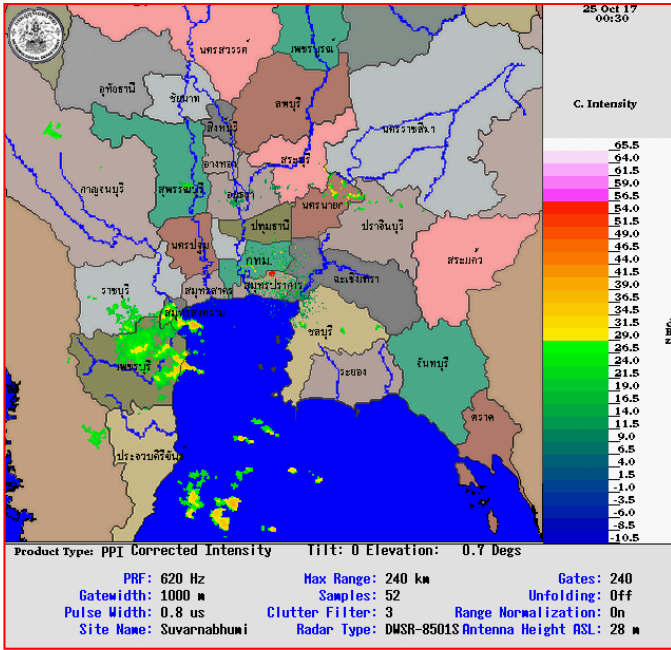 25 Oct 17
00:30
C. Intensity
65.5
64.0
61.5
59.0
56.5
54.0
51.5
49.0
46.5
44.0
41.5
39.0
36.5
34.0
31.5
29.0
26.5
24.0
21.5
19.0
16.5
14.0
11.5
9.0
6.5
4.0
1.5
-1.0
-3.5
-6.0
-8.5
-10.5
นครสวรรค์
เพชรบูรณ์
อุทัยธานี
ชัยนาท
ลพบุรี
สิงห์บุรี
นครราชสีมา
อ่างทอง
สระบุรี
กาญจนบุรี
สุพรรณบุรี
อยุธยา
นครนายก
ปราจีนบุรี
ปทุมธานี
นครปฐม
กทม.
สระแก้ว
ฉะเชิงเทรา
ราชบุรี
สมุทรสาคร
สมุทรปราการ
สมุทรสงคราม
ชลบุรี
เพชรบุรี
ระยอง
จันทบุรี
ตราด
ประจวบคีรีขันธ์
Product Type: PPI Corrected Intensity Tilt: 0 Elevation: 0.7 Degs
PRF: 620 Hz Max Range: 240 km Gates: 240
Gatewidth: 1000 m Samples: 52 Unfolding: Off
Pulse Width: 0.8 us Clutter Filter: 3 Range Normalization: On
Site Name: Suvarnabhumi Radar Type: DWSR-8501S Antenna Height ASL: 28 m